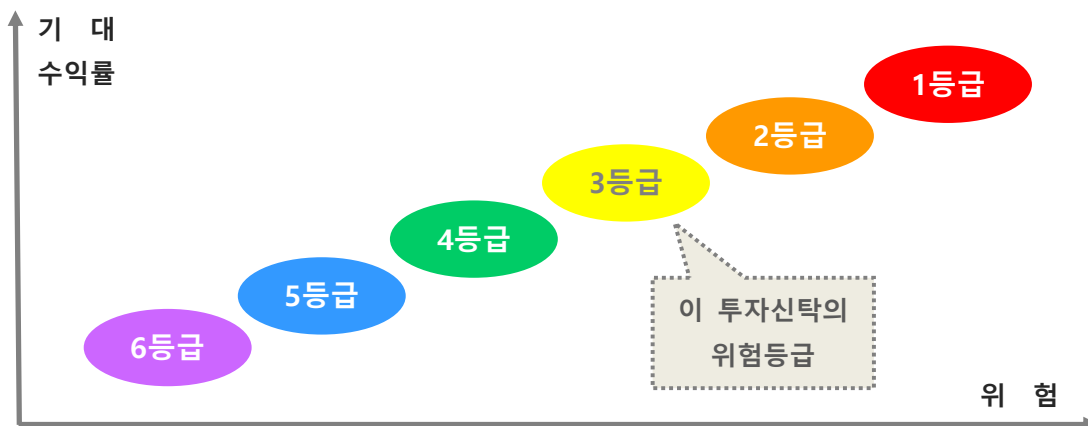 기 대
수익률
1등급
2등급
3등급
4등급
5등급
6등급
이 투자신탁의
위험등급
위 험